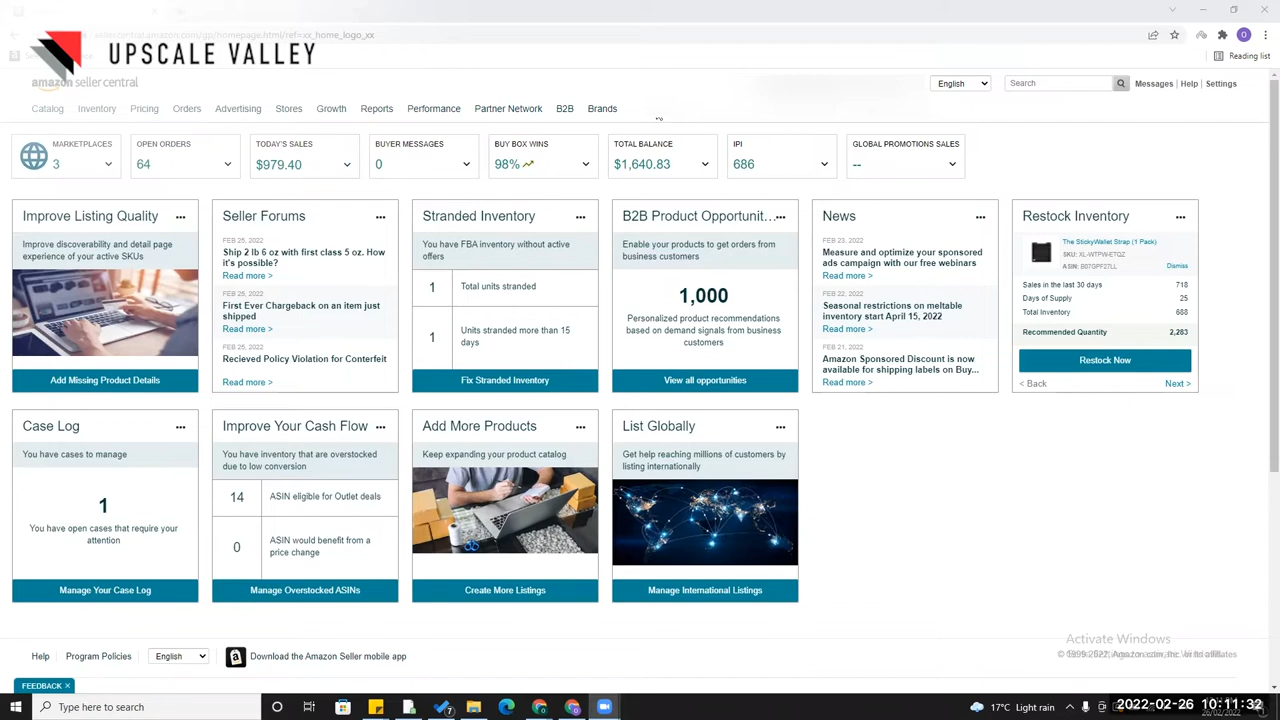 sellercentral.amazon.com/gp/homepage.html/ref=xx_home_logo_xx
Reading list
UPSCALE VALLEY
amazon seller central
English
Search
Messages | Help | Settings
Catalog Inventory Pricing Orders Advertising Stores Growth Reports Performance Partner Network B2B Brands
MARKETPLACES
3
OPEN ORDERS
64
TODAY'S SALES
$979.40
BUYER MESSAGES
0
BUY BOX WINS
98%
TOTAL BALANCE
$1,640.83
IPI
686
GLOBAL PROMOTIONS SALES
--
Improve Listing Quality
Improve discoverability and detail page
experience of your active SKUs
Add Missing Product Details
Seller Forums
FEB 25, 2022
Ship 2 lb 6 oz with first class 5 oz. How
it's possible?
Read more >
FEB 25, 2022
First Ever Chargeback on an item just
shipped
Read more >
FEB 25, 2022
Recieved Policy Violation for Conterfeit
Read more >
Stranded Inventory
You have FBA inventory without active
offers
1 Total units stranded
1 Units stranded more than 15
days
Fix Stranded Inventory
B2B Product Opportunit...
Enable your products to get orders from
business customers
1,000
Personalized product recommendations
based on demand signals from business
customers
View all opportunities
News
FEB 23, 2022
Measure and optimize your sponsored
ads campaign with our free webinars
Read more >
FEB 22, 2022
Seasonal restrictions on meltable
inventory start April 15, 2022
Read more >
FEB 21, 2022
Amazon Sponsored Discount is now
available for shipping labels on Buy...
Read more >
Restock Inventory
The StickyWallet Strap (1 Pack)
SKU: XL-WTPW-ETQZ
ASIN: B07GPF27LL
Dismiss
Sales in the last 30 days 718
Days of Supply 25
Total Inventory 688
Recommended Quantity 2,283
Restock Now
< Back Next >
Case Log
You have cases to manage
1
You have open cases that require your
attention
Manage Your Case Log
Improve Your Cash Flow
You have inventory that are overstocked
due to low conversion
14 ASIN eligible for Outlet deals
0 ASIN would benefit from a
price change
Manage Overstocked ASINs
Add More Products
Keep expanding your product catalog
Create More Listings
List Globally
Get help reaching millions of customers by
listing internationally
Manage International Listings
Activate Windows
Help Program Policies English Download the Amazon Seller mobile app
FEEDBACK ×
Type here to search
17°C Light rain
2022-02-26 10:11:32